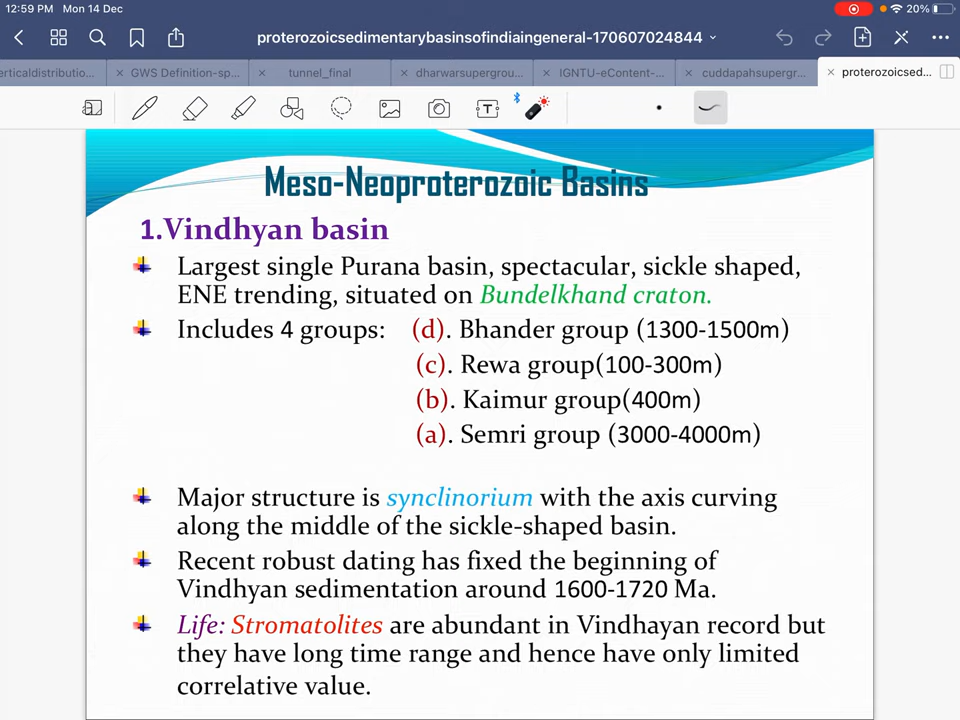 12:59 PM Mon 14 Dec
20%
proterozoicsedimentarybasinsofindiaingeneral-170607024844
erticaldistributio...
GWS Definition-sp...
tunnel_final
dharwarsupergrou...
IGNTU-eContent-...
cuddapahsupergr...
proterozoicsed...
Meso-Neoproterozoic Basins
1.Vindhyan basin
Largest single Purana basin, spectacular, sickle shaped,
ENE trending, situated on Bundelkhand craton.
Includes 4 groups: (d). Bhander group (1300-1500m)
(c). Rewa group(100-300m)
(b). Kaimur group(400m)
(a). Semri group (3000-4000m)
Major structure is synclinorium with the axis curving
along the middle of the sickle-shaped basin.
Recent robust dating has fixed the beginning of
Vindhyan sedimentation around 1600-1720 Ma.
Life: Stromatolites are abundant in Vindhayan record but
they have long time range and hence have only limited
correlative value.